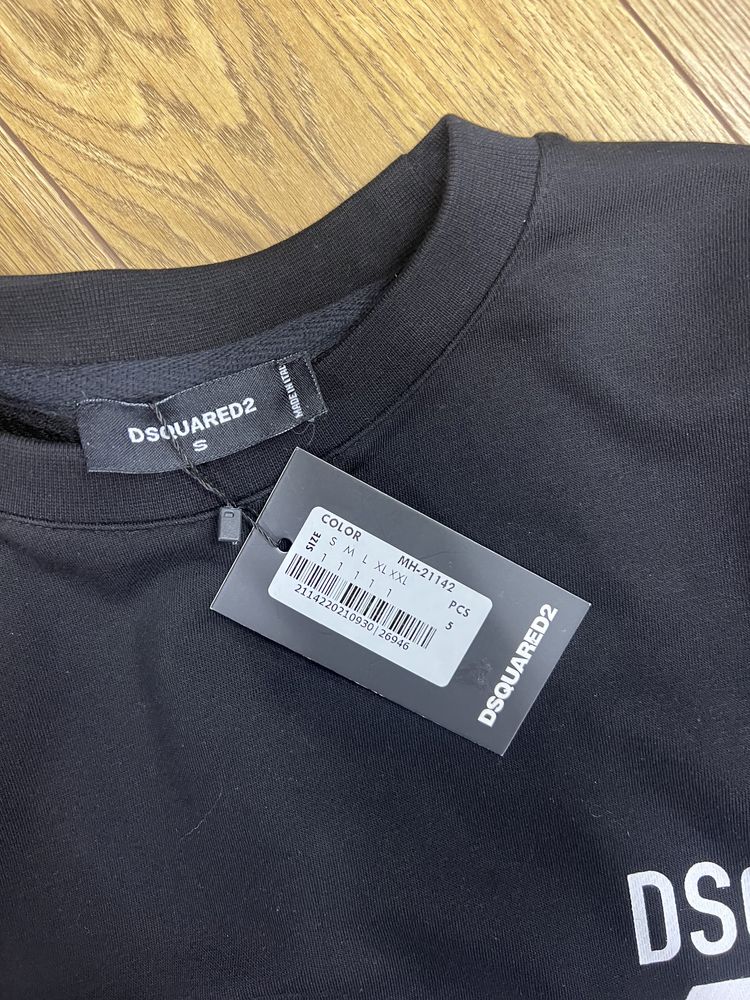 DSQUARED2
S
MADE IN ITALY
COLOR
MH-21142
SIZE
S M L XL XXL
1 1 1 1 1
PCS
5
2114220210930|26946
DSQUARED2